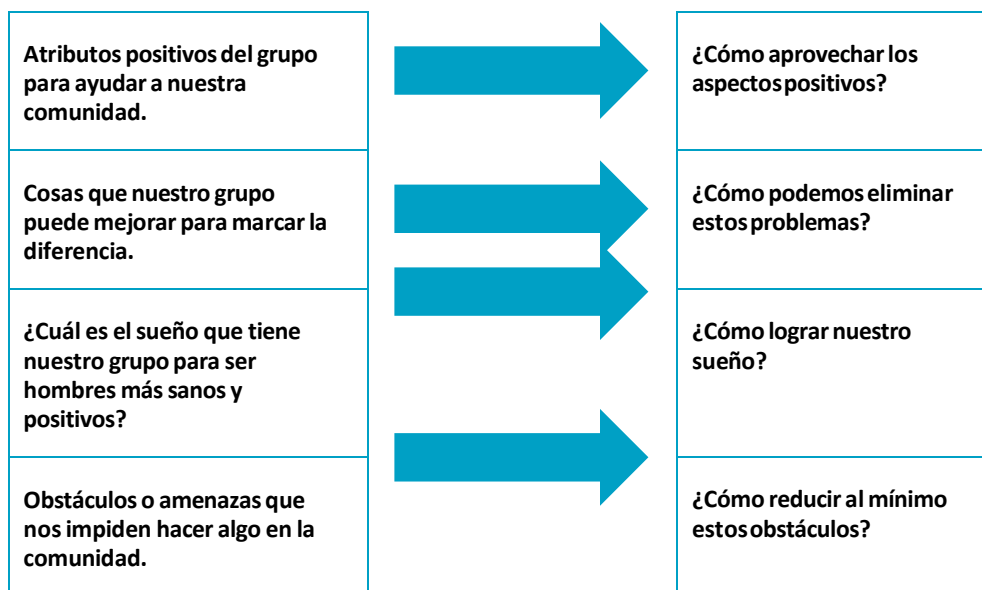 Atributos positivos del grupo
para ayudar a nuestra
comunidad.
¿Cómo aprovechar los
aspectos positivos?
Cosas que nuestro grupo
puede mejorar para marcar la
diferencia.
¿Cómo podemos eliminar
estos problemas?
¿Cuál es el sueño que tiene
nuestro grupo para ser
hombres más sanos y
positivos?
¿Cómo lograr nuestro
sueño?
Obstáculos o amenazas que
nos impiden hacer algo en la
comunidad.
¿Cómo reducir al mínimo
estos obstáculos?